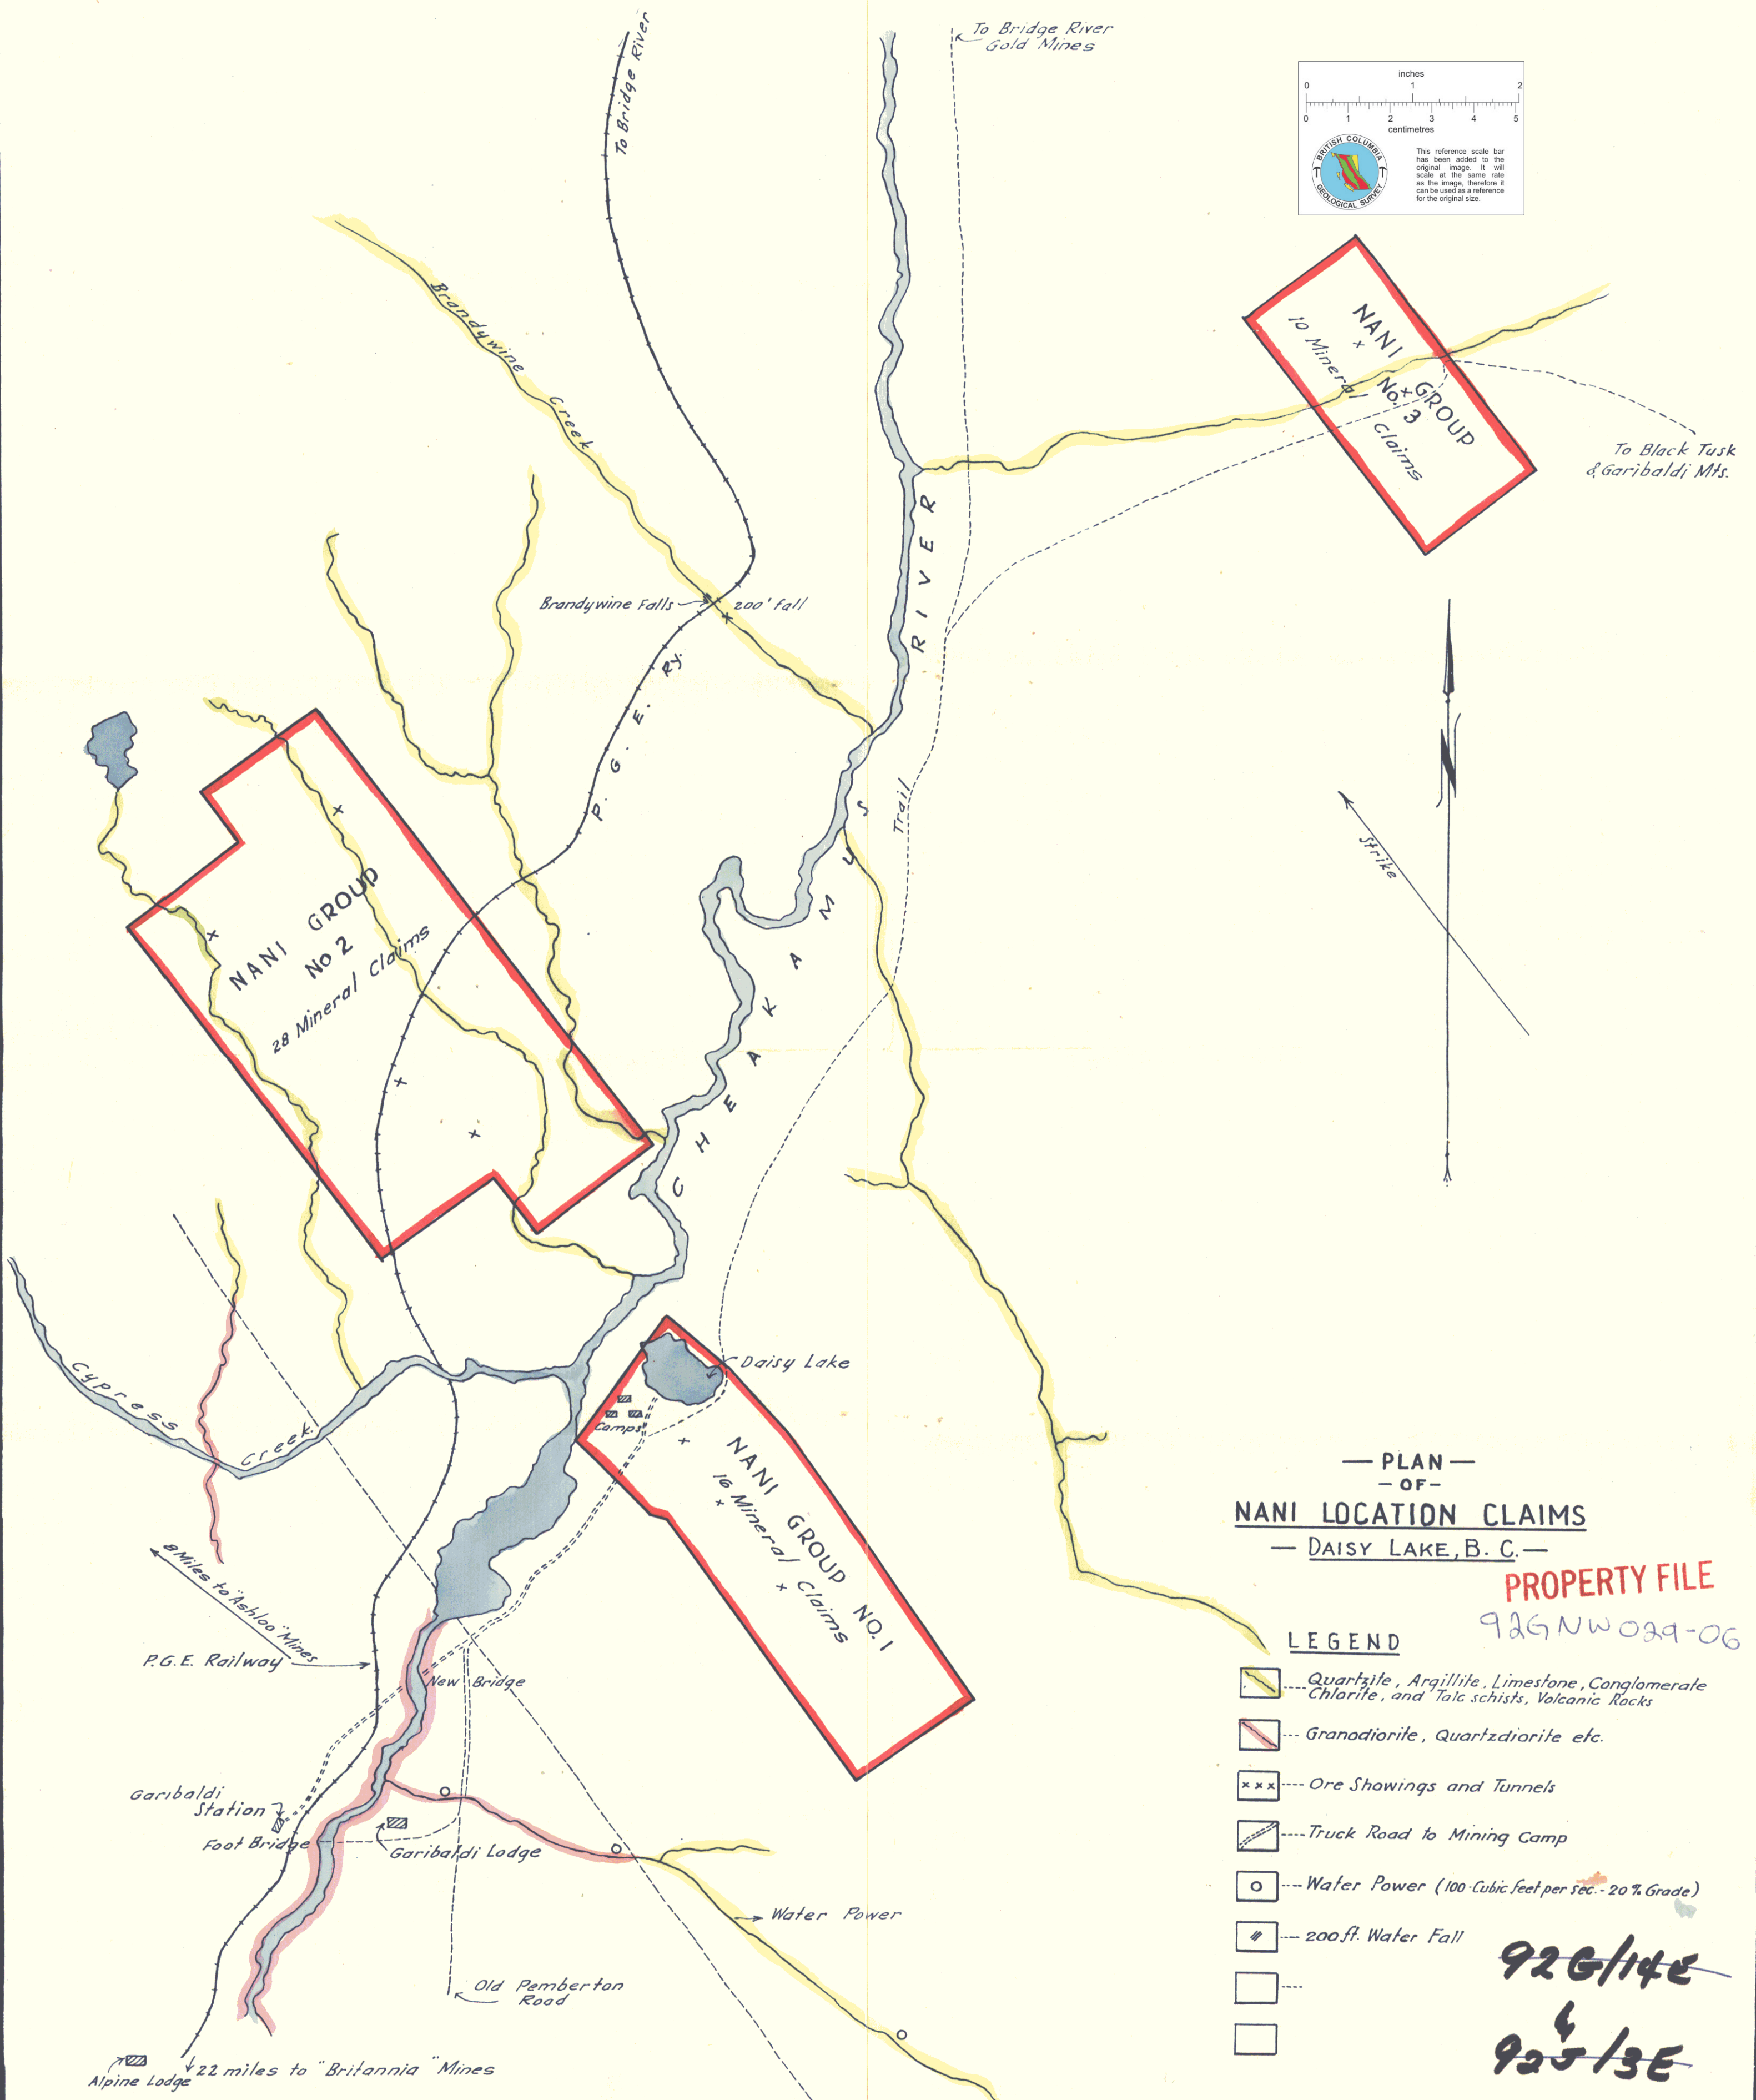 To Bridge River
To Bridge River
Gold Mines
inches
0 1 2
0 1 2 3 4 5
centimetres
BRITISH COLUMBIA
GEOLOGICAL SURVEY
This reference scale bar
has been added to the
original image. It will
scale at the same rate
as the image, therefore it
can be used as a reference
for the original size.
Brandywine Creek
NANI GROUP
No. 3
10 Mineral Claims
To Black Tusk
& Garibaldi Mts.
Brandywine Falls
200' fall
CHEAKAMUS RIVER
P. G. E. RY.
Trail
N
Strike
NANI GROUP
No 2
28 Mineral Claims
Cypress Creek
Daisy Lake
Camps
NANI GROUP NO. 1
16 Mineral Claims
8 Miles to "Ashloo" Mines
P.G.E. Railway
New Bridge
Garibaldi
Station
Foot Bridge
Garibaldi Lodge
Water Power
Old Pemberton
Road
Alpine Lodge
22 miles to "Britannia" Mines
— PLAN —
- OF -
NANI LOCATION CLAIMS
— DAISY LAKE, B. C. —
PROPERTY FILE
92GNW029-06
LEGEND
Quartzite, Argillite, Limestone, Conglomerate
Chlorite, and Talc schists, Volcanic Rocks
Granodiorite, Quartzdiorite etc.
x x x Ore Showings and Tunnels
Truck Road to Mining Camp
Water Power (100-Cubic feet per sec.- 20% Grade)
200 ft. Water Fall
92G/14E
92J/3E